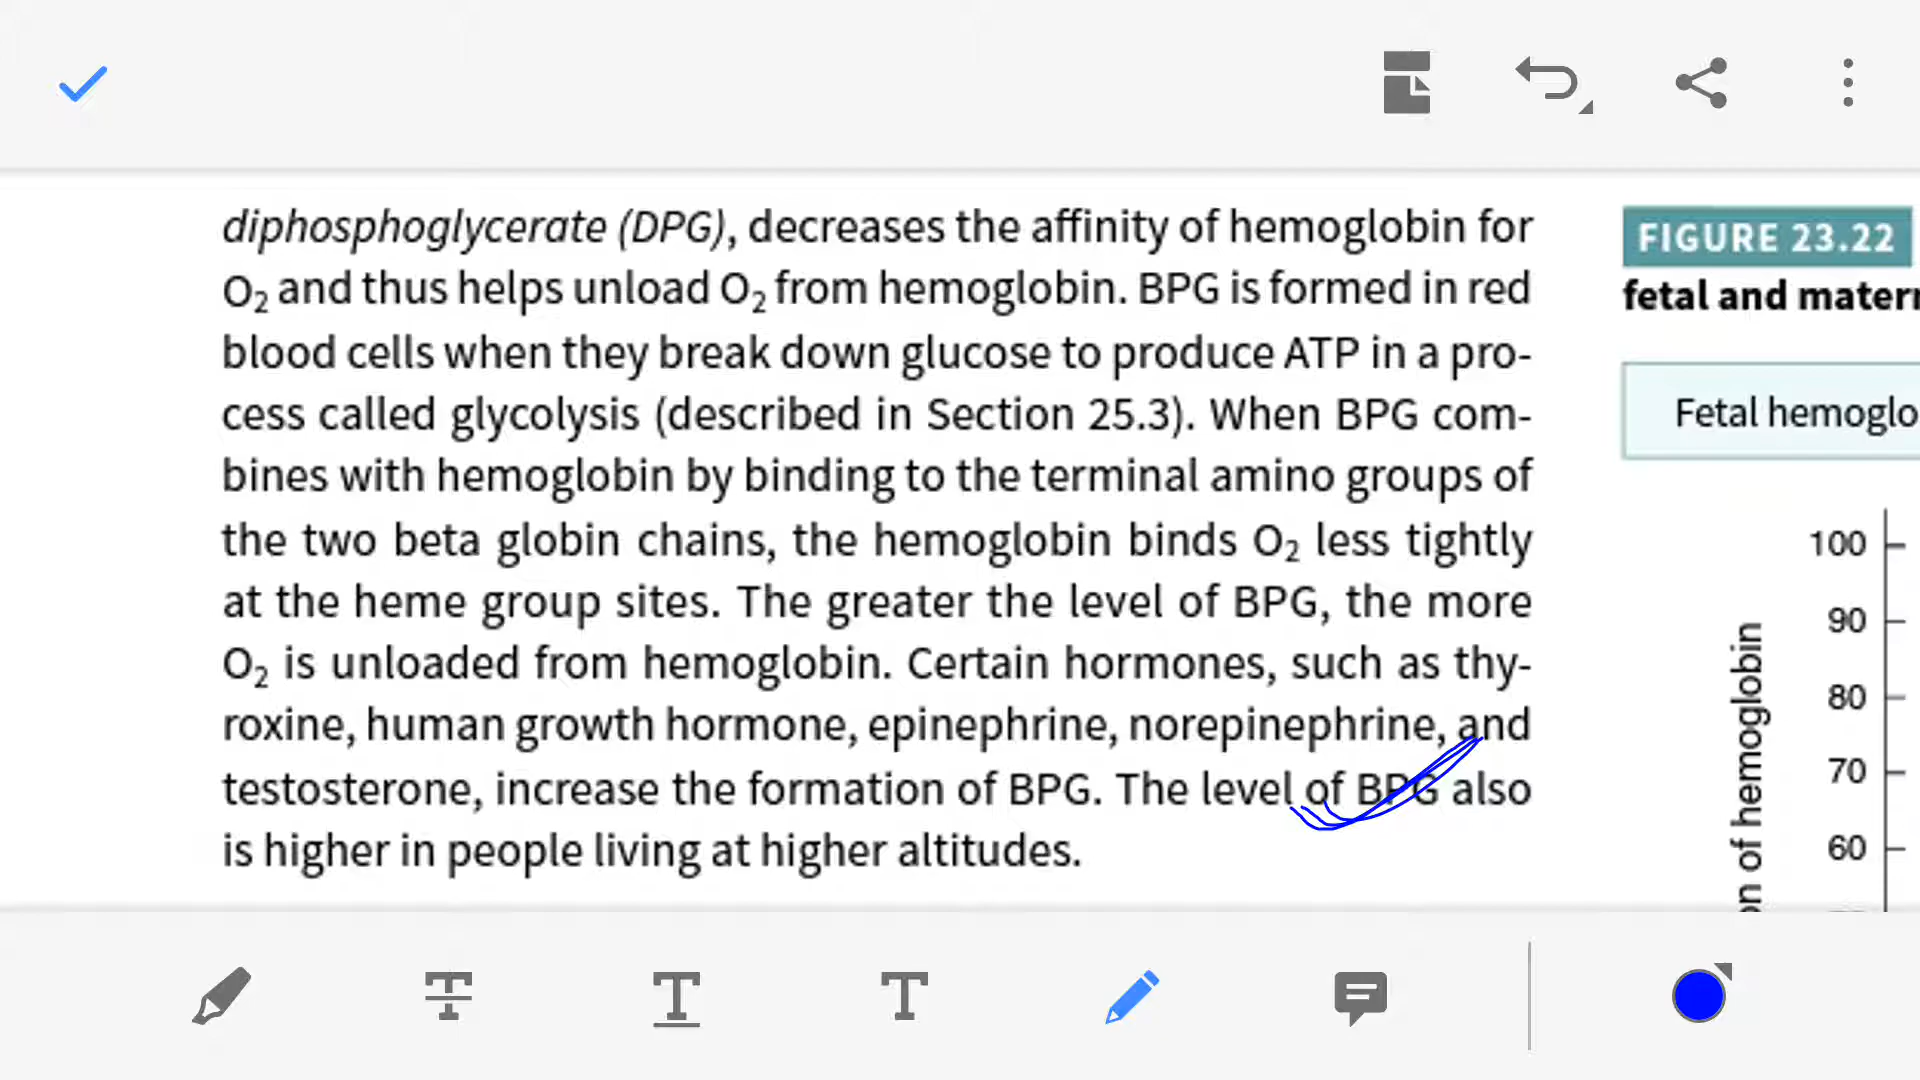 diphosphoglycerate (DPG), decreases the affinity of hemoglobin for
O₂ and thus helps unload O₂ from hemoglobin. BPG is formed in red
blood cells when they break down glucose to produce ATP in a pro-
cess called glycolysis (described in Section 25.3). When BPG com-
bines with hemoglobin by binding to the terminal amino groups of
the two beta globin chains, the hemoglobin binds O₂ less tightly
at the heme group sites. The greater the level of BPG, the more
O₂ is unloaded from hemoglobin. Certain hormones, such as thy-
roxine, human growth hormone, epinephrine, norepinephrine, and
testosterone, increase the formation of BPG. The level of BPG also
is higher in people living at higher altitudes.
FIGURE 23.22
fetal and matern
Fetal hemoglo
100
90
80
70
60
on of hemoglobin